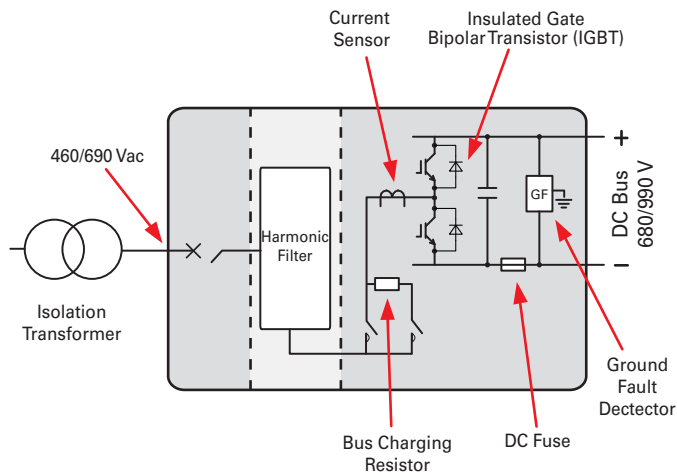 Current
Sensor
Insulated Gate
Bipolar Transistor (IGBT)
460/690 Vac
+
GF
DC Bus
680/990 V
–
Harmonic
Filter
Isolation
Transformer
Ground
Fault
Dectector
Bus Charging
Resistor
DC Fuse